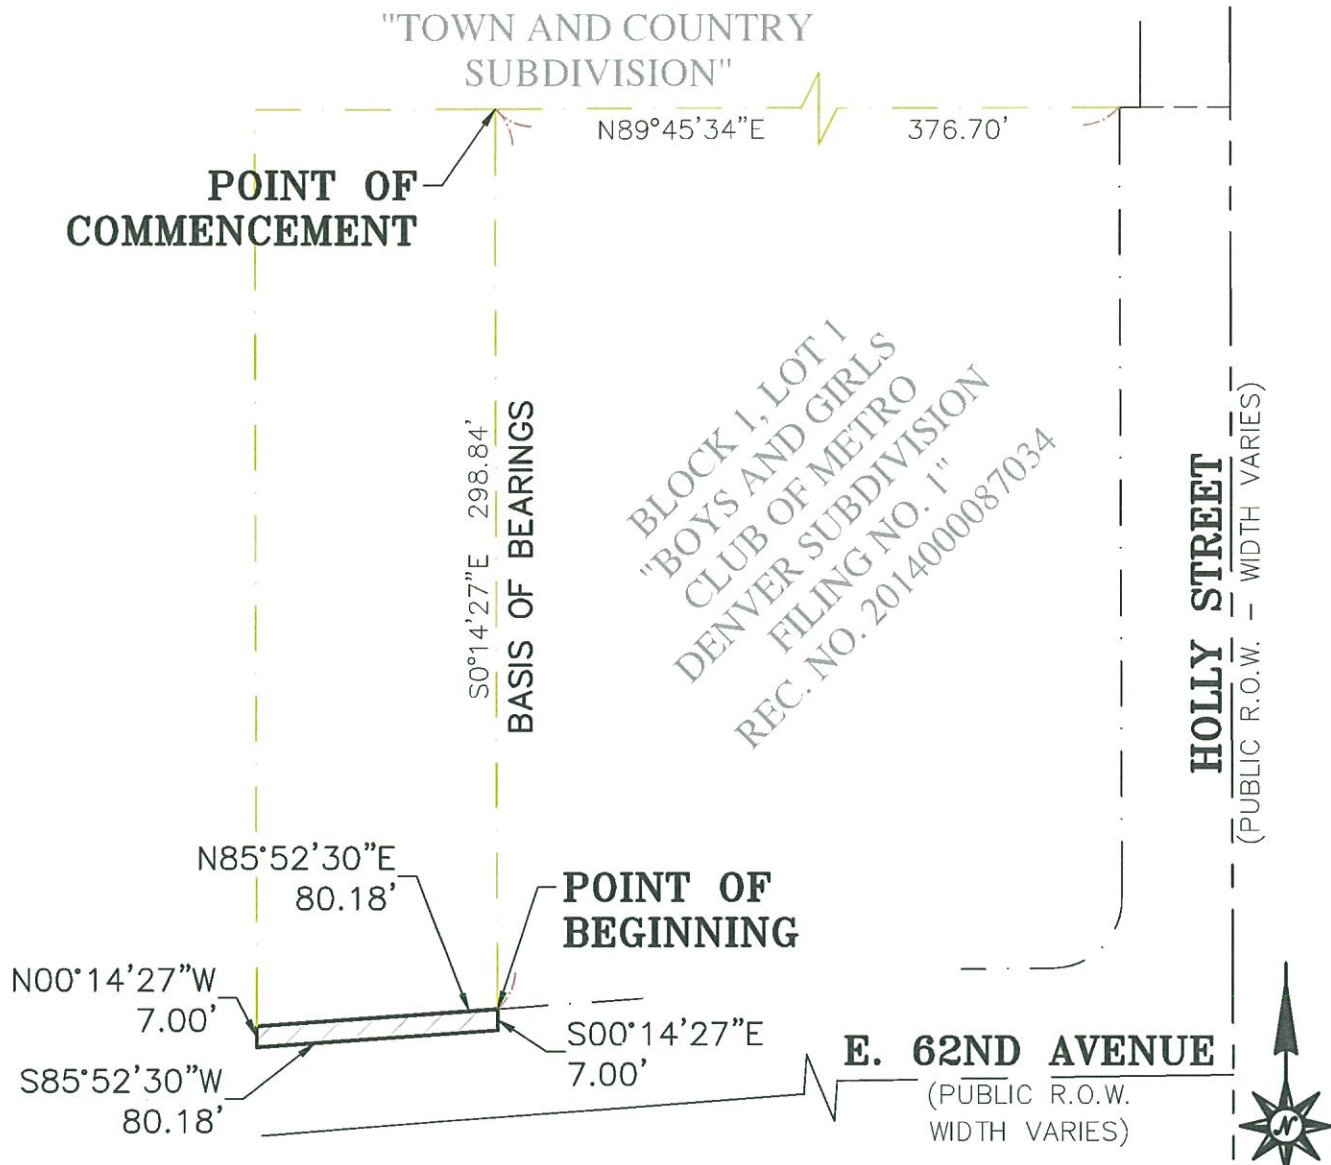 "TOWN AND COUNTRY
SUBDIVISION"
N89°45'34"E
376.70'
POINT OF
COMMENCEMENT
S0°14'27"E 298.84'
BASIS OF BEARINGS
BLOCK 1, LOT 1
"BOYS AND GIRLS
CLUB OF METRO
DENVER SUBDIVISION
FILING NO. 1"
REC. NO. 2014000087034
HOLLY STREET
(PUBLIC R.O.W. - WIDTH VARIES)
N85°52'30"E
80.18'
POINT OF
BEGINNING
N00°14'27"W
7.00'
S00°14'27"E
7.00'
S85°52'30"W
80.18'
E. 62ND AVENUE
(PUBLIC R.O.W.
WIDTH VARIES)
N